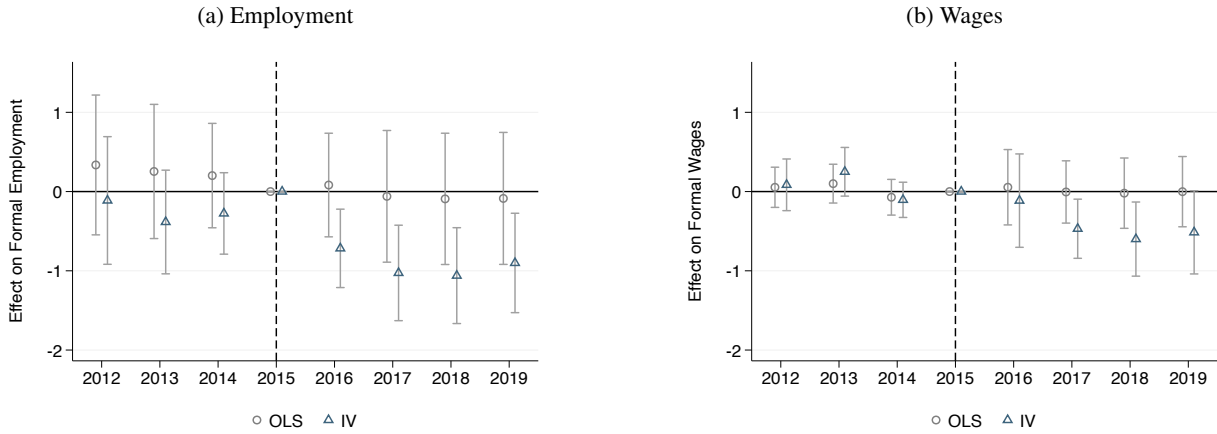 (a) Employment
Effect on Formal Employment
1
0
-1
-2
2012 2013 2014 2015 2016 2017 2018 2019
OLS IV
(b) Wages
Effect on Formal Wages
1
0
-1
-2
2012 2013 2014 2015 2016 2017 2018 2019
OLS IV